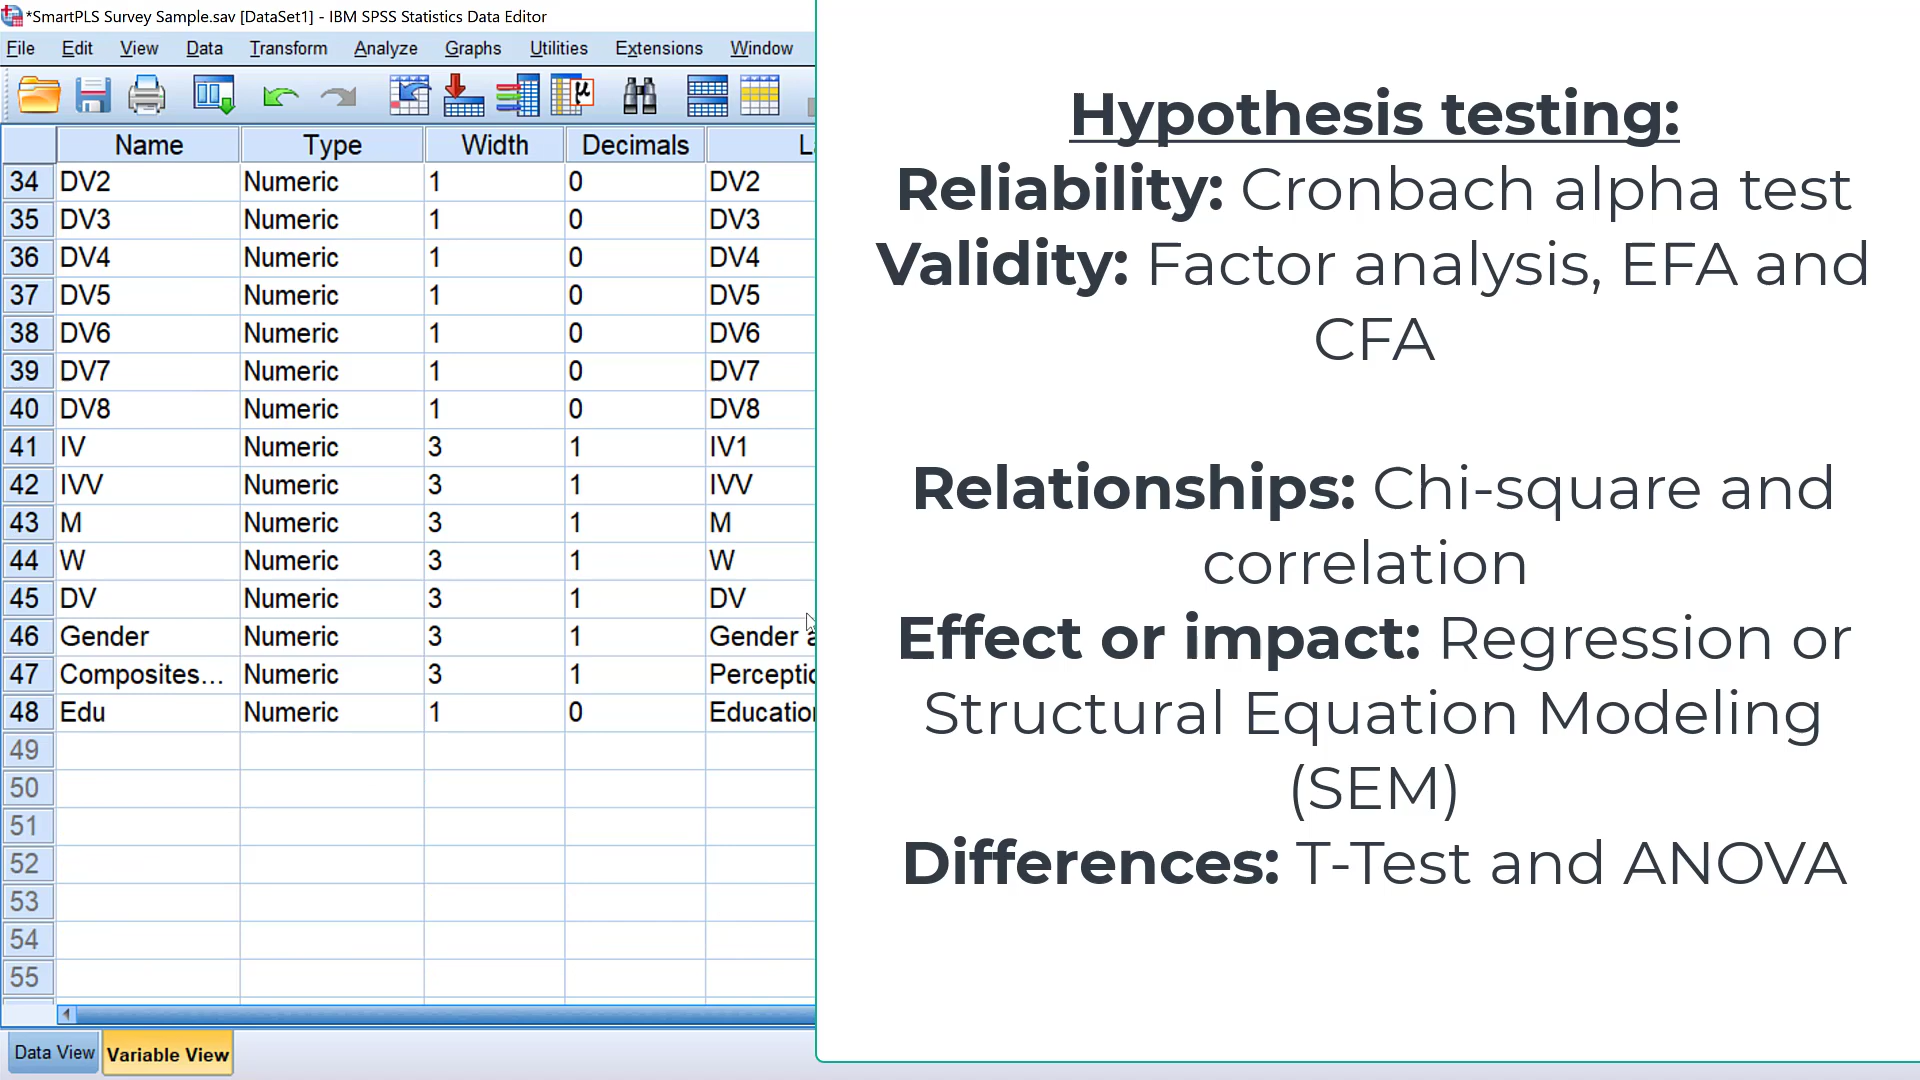 *SmartPLS Survey Sample.sav [DataSet1] - IBM SPSS Statistics Data Editor
File Edit View Data Transform Analyze Graphs Utilities Extensions Window
Name Type Width Decimals
34 DV2 Numeric 1 0 DV2
35 DV3 Numeric 1 0 DV3
36 DV4 Numeric 1 0 DV4
37 DV5 Numeric 1 0 DV5
38 DV6 Numeric 1 0 DV6
39 DV7 Numeric 1 0 DV7
40 DV8 Numeric 1 0 DV8
41 IV Numeric 3 1 IV1
42 IVV Numeric 3 1 IVV
43 M Numeric 3 1 M
44 W Numeric 3 1 W
45 DV Numeric 3 1 DV
46 Gender Numeric 3 1 Gender
47 Composites... Numeric 3 1
48 Edu Numeric 1 0
49
50
51
52
53
54
55
Data View Variable View
Hypothesis testing:
Reliability: Cronbach alpha test
Validity: Factor analysis, EFA and
CFA
Relationships: Chi-square and
correlation
Effect or impact: Regression or
Structural Equation Modeling
(SEM)
Differences: T-Test and ANOVA